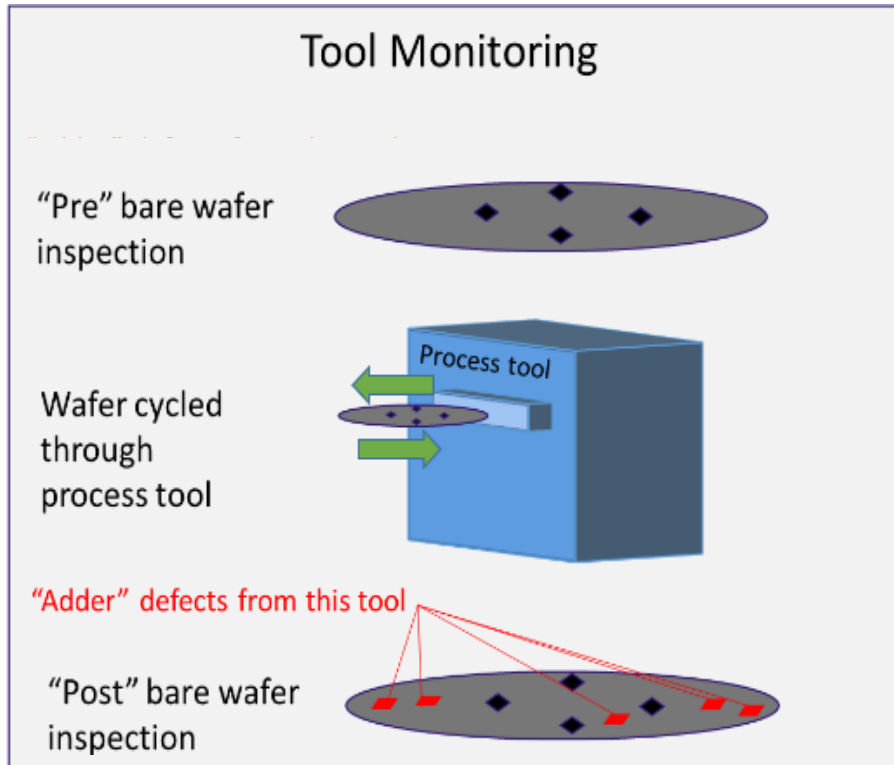 Tool Monitoring
“Pre” bare wafer
inspection
Process tool
Wafer cycled
through
process tool
“Adder” defects from this tool
“Post” bare wafer
inspection